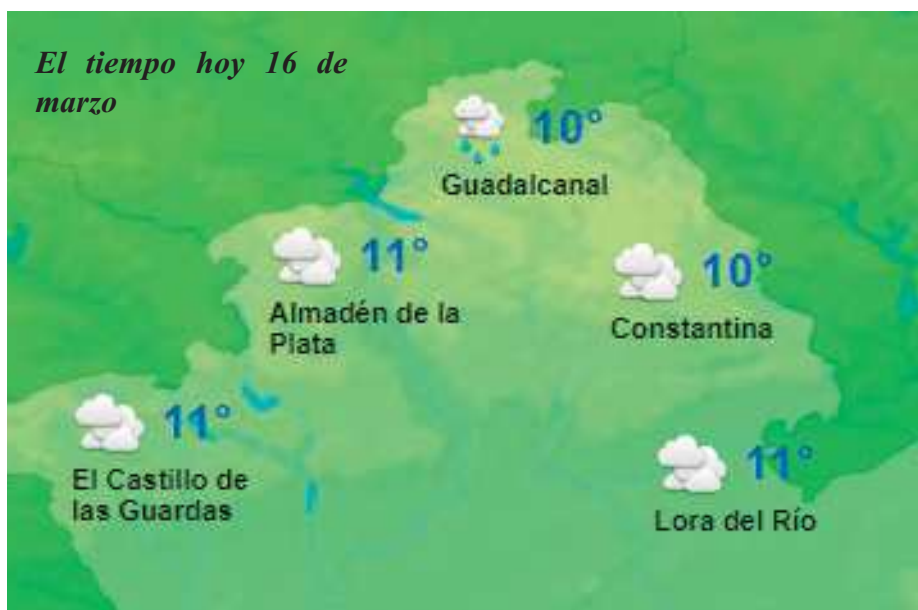 El tiempo hoy 16 de
marzo
10°
Guadalcanal
11°
Almadén de la
Plata
10°
Constantina
11°
El Castillo de
las Guardas
11°
Lora del Río